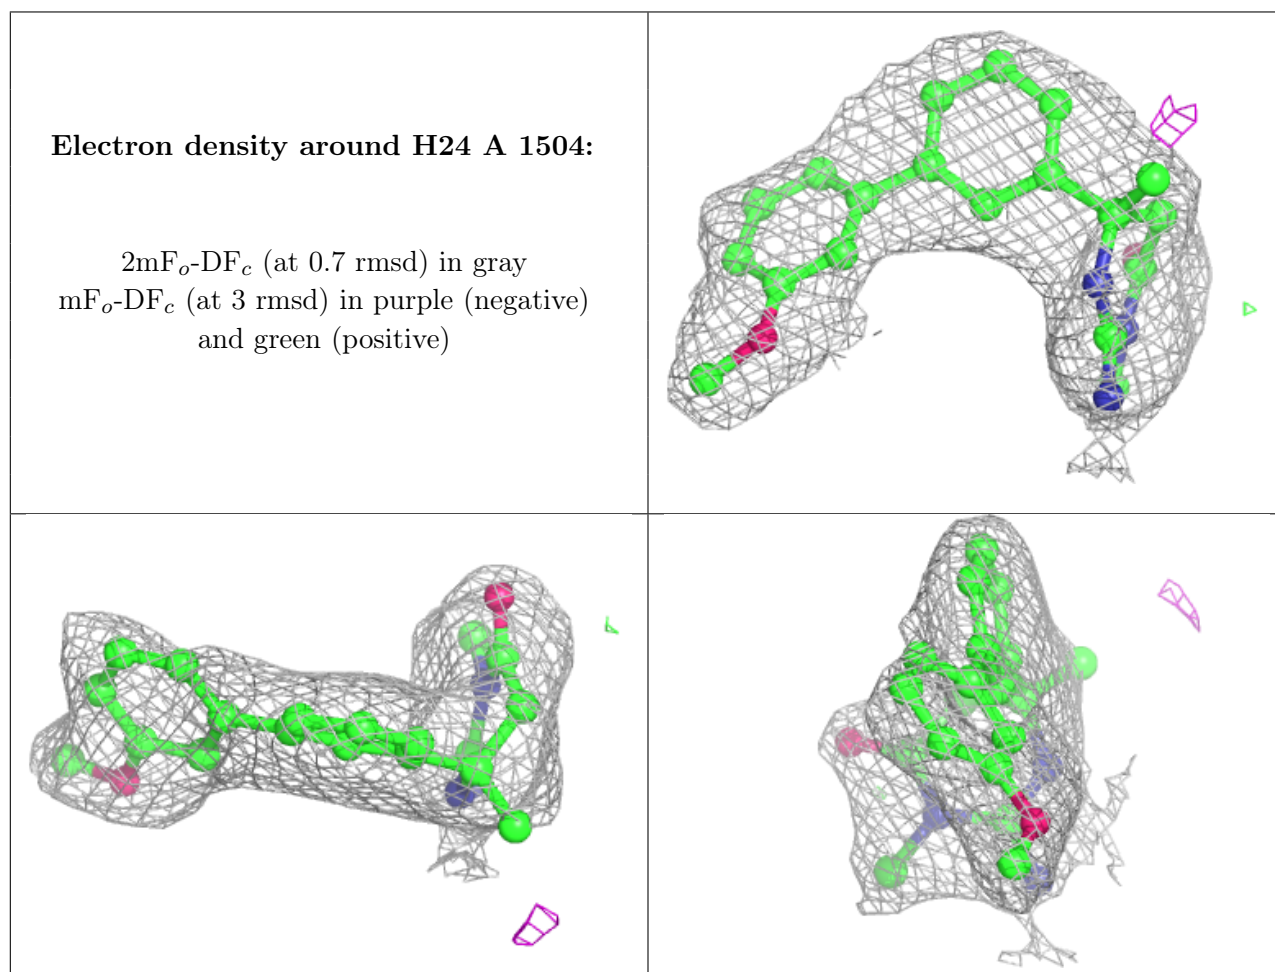 Electron density around H24 A 1504:
2mFo-DFc (at 0.7 rmsd) in gray
mFo-DFc (at 3 rmsd) in purple (negative)
and green (positive)